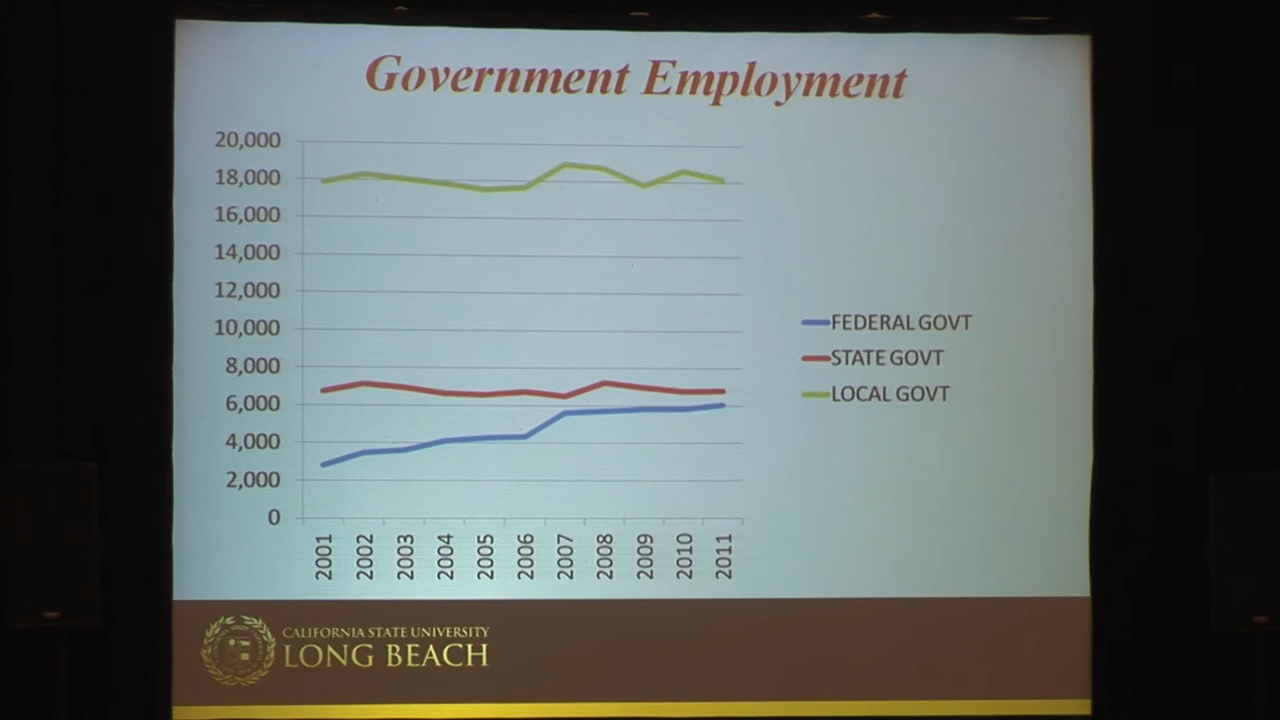 Government Employment
20,000
18,000
16,000
14,000
12,000
10,000
8,000
6,000
4,000
2,000
0
2001 2002 2003 2004 2005 2006 2007 2008 2009 2010 2011
FEDERAL GOVT
STATE GOVT
LOCAL GOVT
CALIFORNIA STATE UNIVERSITY
LONG BEACH